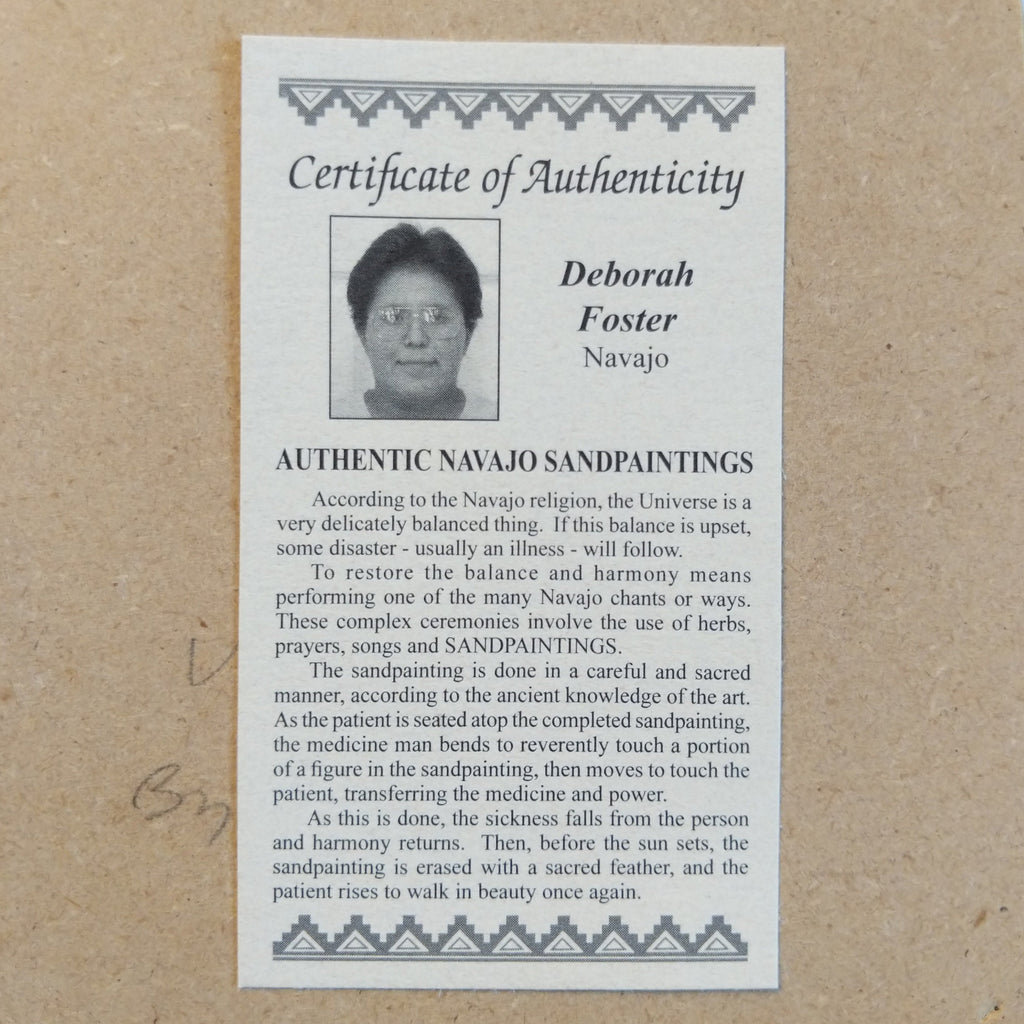 Certificate of Authenticity
Deborah
Foster
Navajo
AUTHENTIC NAVAJO SANDPAINTINGS
According to the Navajo religion, the Universe is a
very delicately balanced thing. If this balance is upset,
some disaster - usually an illness - will follow.
To restore the balance and harmony means
performing one of the many Navajo chants or ways.
These complex ceremonies involve the use of herbs,
prayers, songs and SANDPAINTINGS.
The sandpainting is done in a careful and sacred
manner, according to the ancient knowledge of the art.
As the patient is seated atop the completed sandpainting,
the medicine man bends to reverently touch a portion
of a figure in the sandpainting, then moves to touch the
patient, transferring the medicine and power.
As this is done, the sickness falls from the person
and harmony returns. Then, before the sun sets, the
sandpainting is erased with a sacred feather, and the
patient rises to walk in beauty once again.